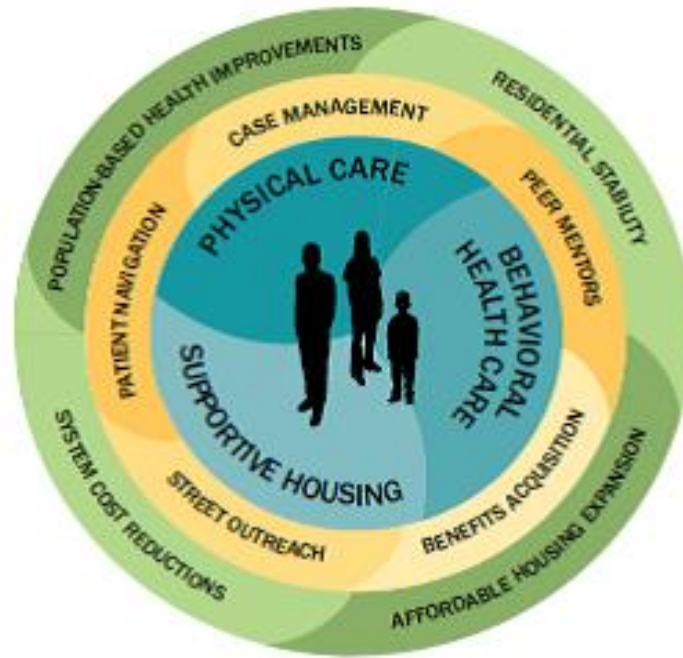 POPULATION-BASED HEALTH IMPROVEMENTS
RESIDENTIAL STABILITY
AFFORDABLE HOUSING EXPANSION
SYSTEM COST REDUCTIONS
CASE MANAGEMENT
PEER MENTORS
BENEFITS ACQUISITION
STREET OUTREACH
PATIENT NAVIGATION
PHYSICAL CARE
BEHAVIORAL
HEALTH CARE
SUPPORTIVE HOUSING